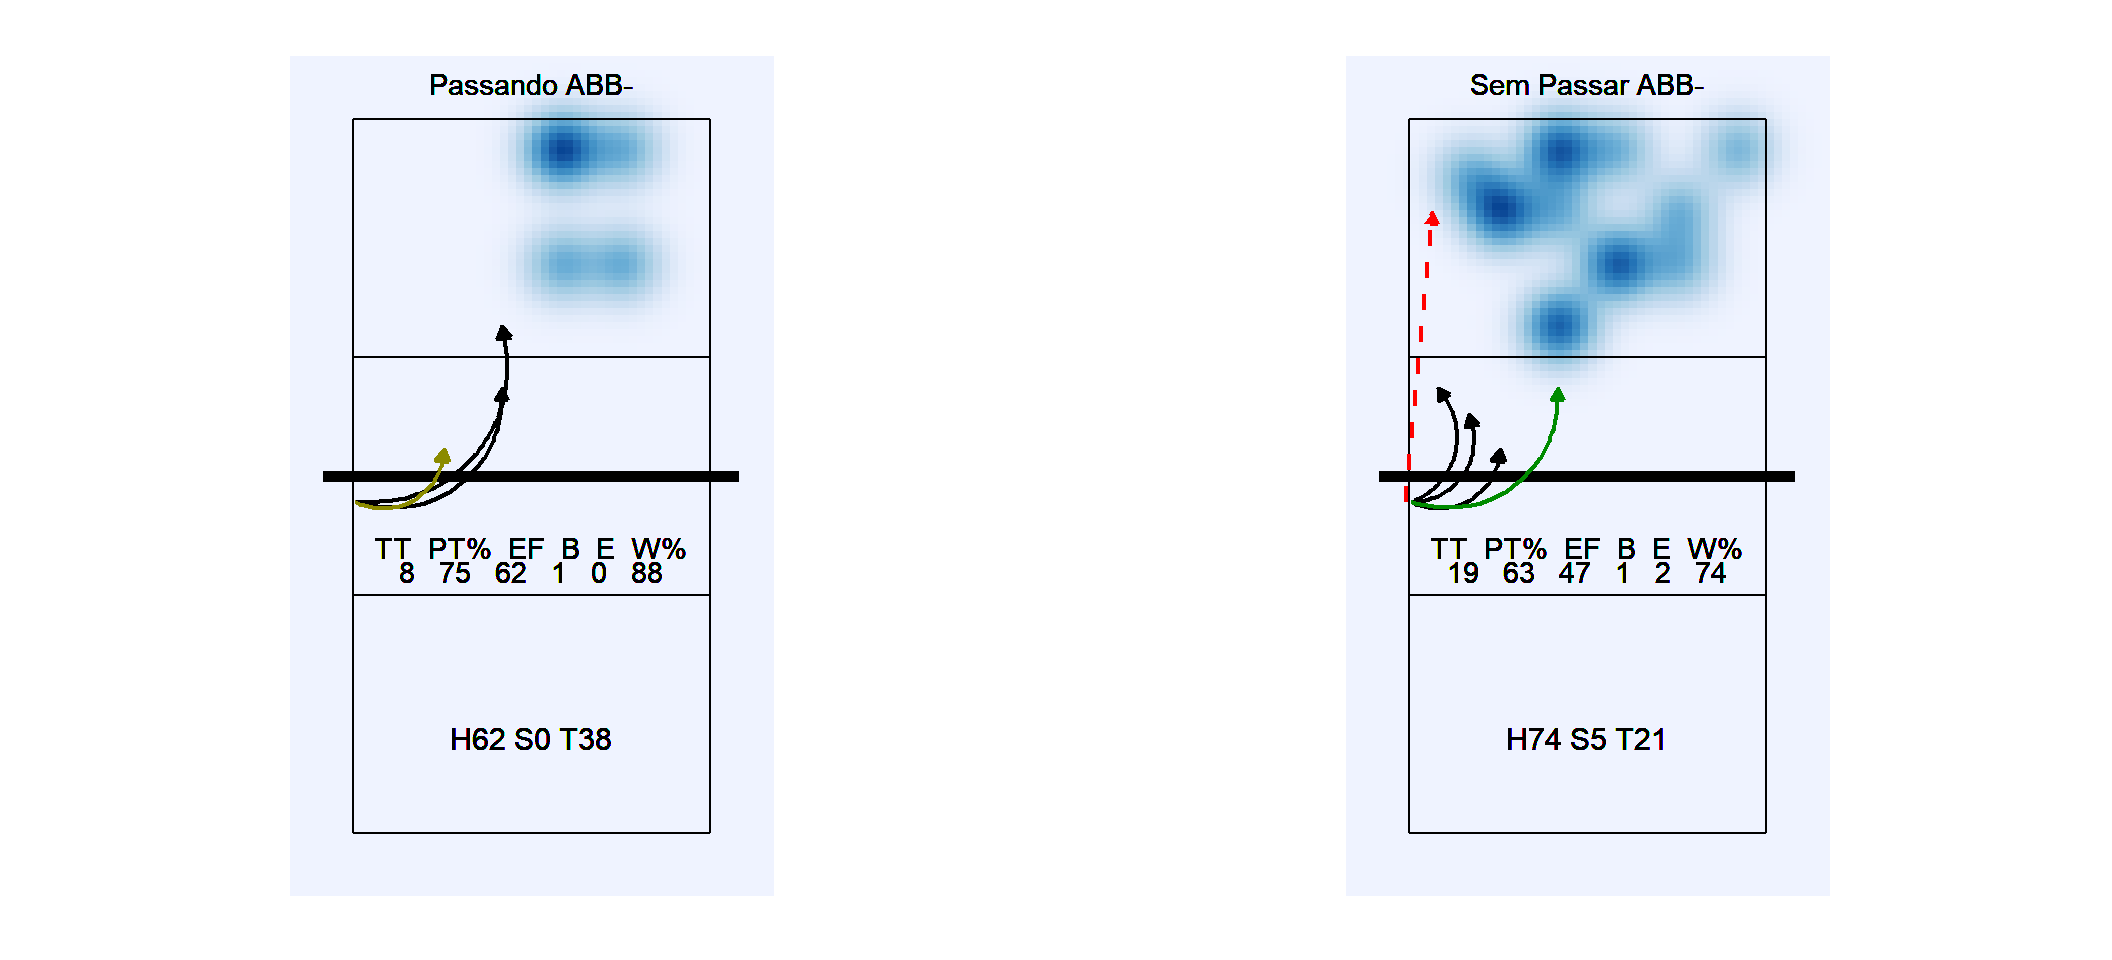 Passando ABB-
TT PT% EF B E W%
8 75 62 1 0 88
H62 S0 T38
Sem Passar ABB-
TT PT% EF B E W%
19 63 47 1 2 74
H74 S5 T21